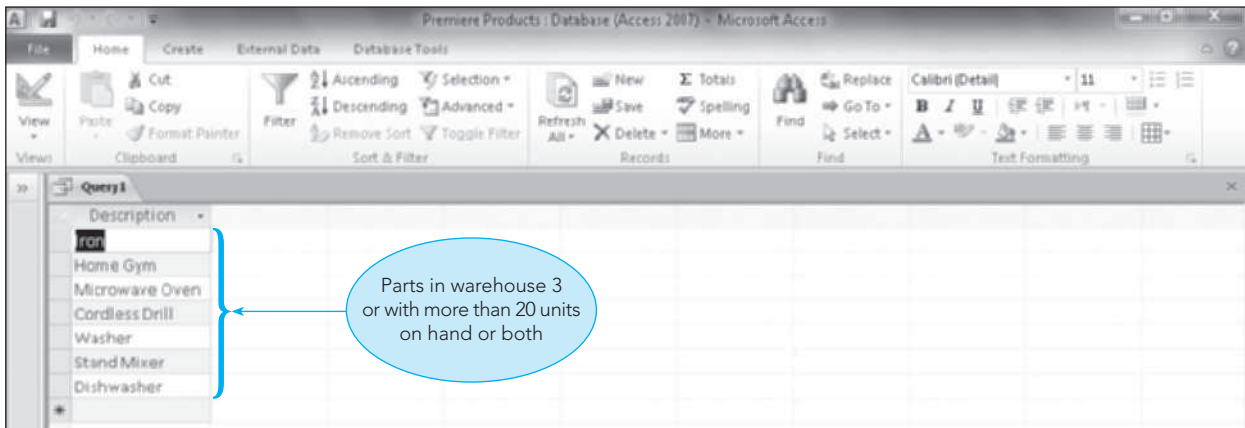 Premiere Products : Database (Access 2007) - Microsoft Access
File Home Create External Data Database Tools
View
Views
Paste
Cut
Copy
Format Painter
Clipboard
Filter
Ascending
Descending
Remove Sort
Selection
Advanced
Toggle Filter
Sort & Filter
Refresh All
New
Save
Delete
Totals
Spelling
More
Records
Find
Replace
Go To
Select
Find
Calibri (Detail) 11
B I U
A
Text Formatting
Query1
Description
Iron
Home Gym
Microwave Oven
Cordless Drill
Washer
Stand Mixer
Dishwasher
Parts in warehouse 3
or with more than 20 units
on hand or both